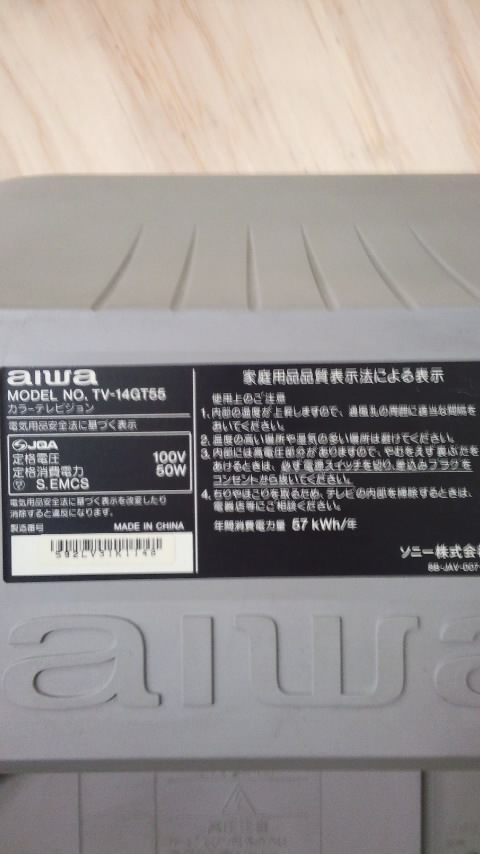 aiwa
MODEL NO. TV-14GT55
カラーテレビジョン
電気用品安全法に基づく表示
JQA
定格電圧 100V
定格消費電力 50W
S.EMCS
電気用品安全法に基づく表示を改変したり
消除すると違反になります。
製造番号 MADE IN CHINA
家庭用品品質表示法による表示
使用上のご注意
1. 内部の温度が上昇しますので、通風孔の周囲に適当な間隔を
おいてください。
2. 温度の高い場所や湿気の多い場所は避けてください。
3. 内部には高電圧部分がありますので、やむをえず裏ぶたを
あけるときは、必ず電源スイッチを切り、差込みプラグを
コンセントから抜いてください。
4. ちりやほこりを取るため、テレビの内部を掃除するときは、
電器店等にご相談ください。
年間消費電力量 57 kWh/年
ソニー株式会
8B-JAV-007
aiwa